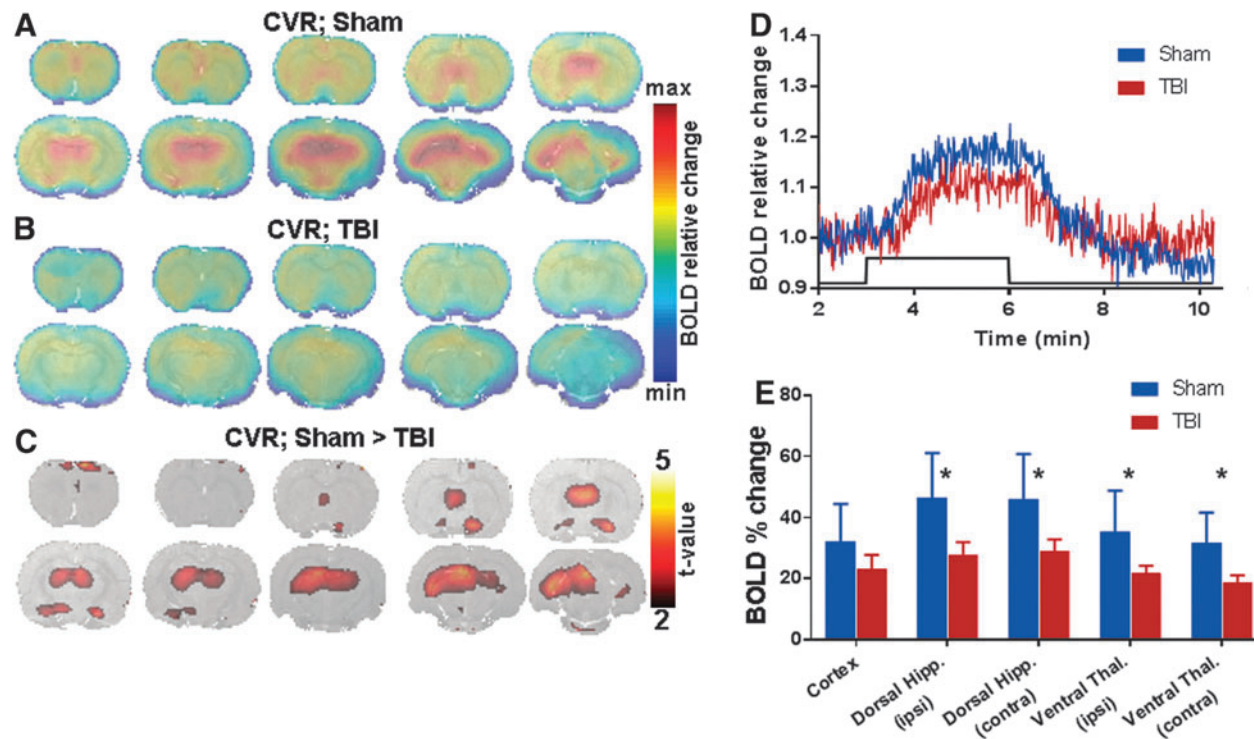 A
CVR; Sham
max
BOLD relative change
min
B
CVR; TBI
C
CVR; Sham > TBI
5
t-value
2
D
Sham
TBI
BOLD relative change
1.4
1.3
1.2
1.1
1.0
0.9
2
4
6
8
10
Time (min)
E
Sham
TBI
BOLD % change
80
60
40
20
0
*
*
*
*
Cortex
Dorsal Hipp.
(ipsi)
Dorsal Hipp.
(contra)
Ventral Thal.
(ipsi)
Ventral Thal.
(contra)